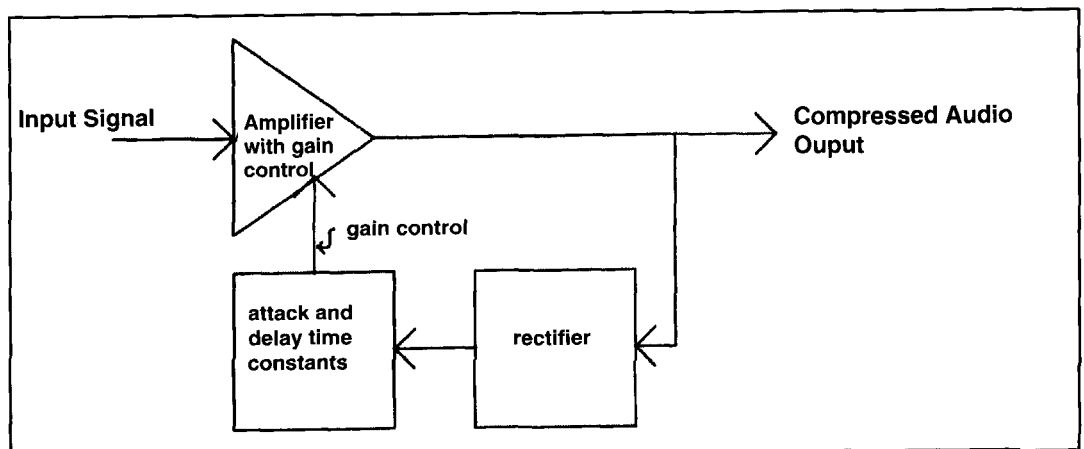 Input Signal
Amplifier
with gain
control
Compressed Audio
Ouput
gain control
attack and
delay time
constants
rectifier